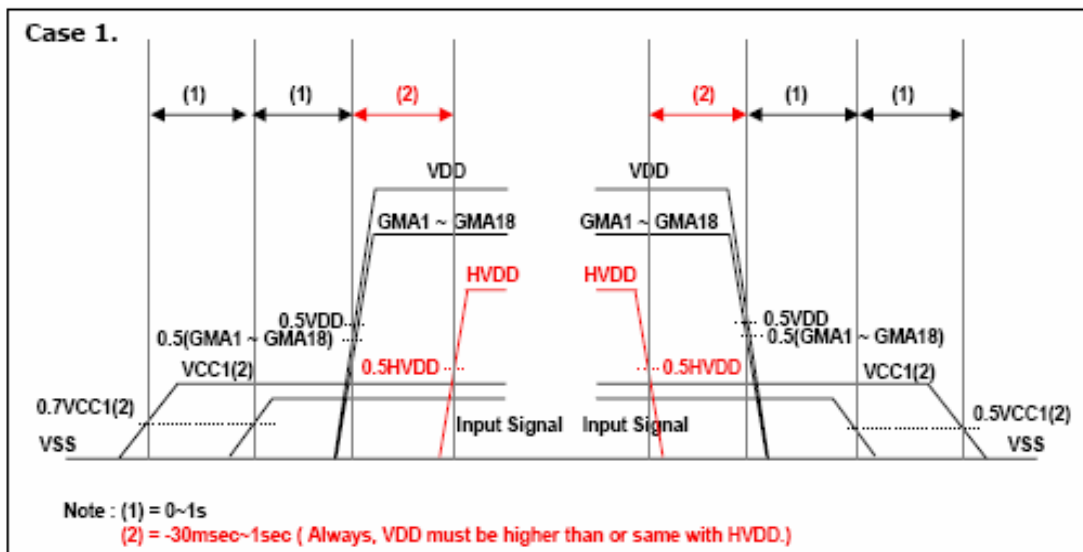 Case 1.
(1) (1) (2) (2) (1) (1)
VDD VDD
GMA1 ~ GMA18 GMA1 ~ GMA18
HVDD HVDD
0.5VDD 0.5VDD
0.5(GMA1 ~ GMA18) 0.5(GMA1 ~ GMA18)
VCC1(2) 0.5HVDD 0.5HVDD VCC1(2)
0.7VCC1(2) Input Signal Input Signal 0.5VCC1(2)
VSS VSS
Note : (1) = 0~1s
(2) = -30msec~1sec ( Always, VDD must be higher than or same with HVDD.)